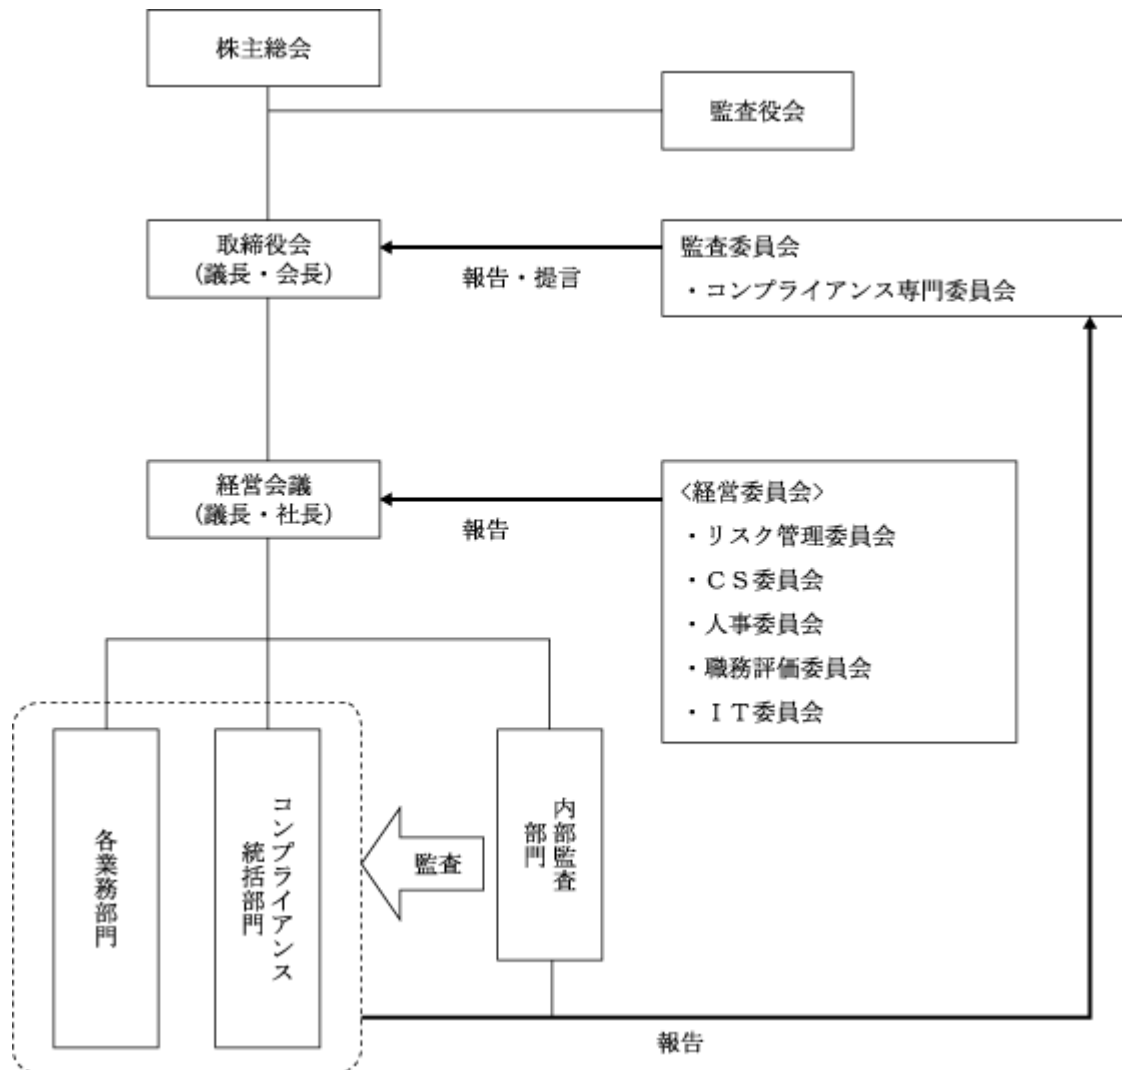 株主総会
監査役会
取締役会
(議長・会長)
報告・提言
監査委員会
・コンプライアンス専門委員会
経営会議
(議長・社長)
報告
<経営委員会>
・リスク管理委員会
・ＣＳ委員会
・人事委員会
・職務評価委員会
・ＩＴ委員会
各業務部門
コンプライアンス
統括部門
監査
内部監査
部門
報告